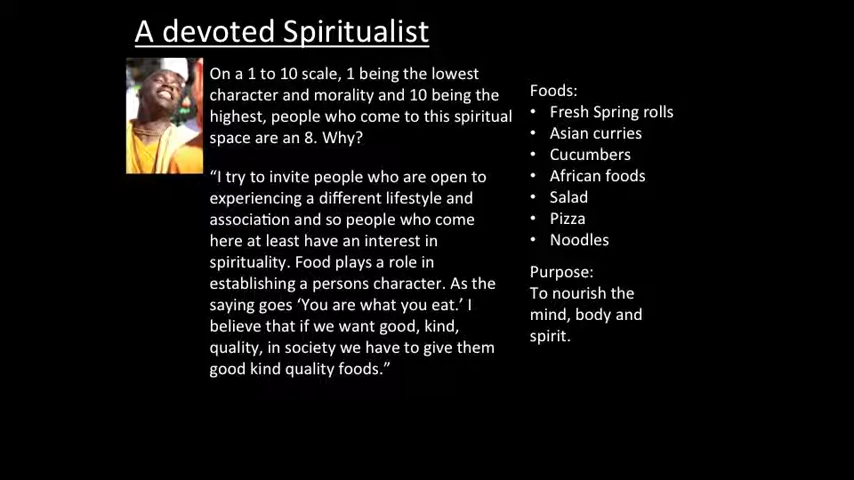 A devoted Spiritualist
On a 1 to 10 scale, 1 being the lowest
character and morality and 10 being the
highest, people who come to this spiritual
space are an 8. Why?
“I try to invite people who are open to
experiencing a different lifestyle and
association and so people who come
here at least have an interest in
spirituality. Food plays a role in
establishing a persons character. As the
saying goes ‘You are what you eat.’ I
believe that if we want good, kind,
quality, in society we have to give them
good kind quality foods.”
Foods:
• Fresh Spring rolls
• Asian curries
• Cucumbers
• African foods
• Salad
• Pizza
• Noodles
Purpose:
To nourish the
mind, body and
spirit.